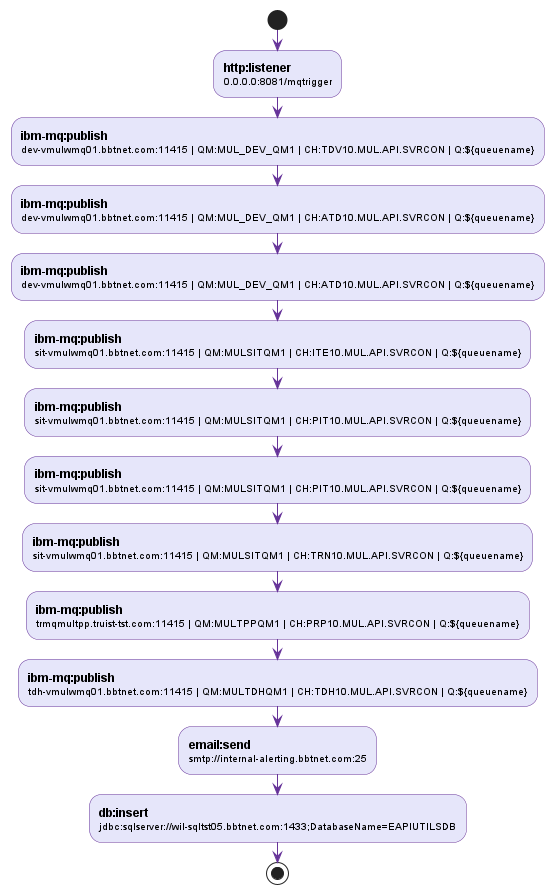 http:listener
0.0.0.0:8081/mqtrigger
ibm-mq:publish
dev-vmulwmq01.bbtnet.com:11415 | QM:MUL_DEV_QM1 | CH:TDV10.MUL.API.SVRCON | Q:${queuename}
ibm-mq:publish
dev-vmulwmq01.bbtnet.com:11415 | QM:MUL_DEV_QM1 | CH:ATD10.MUL.API.SVRCON | Q:${queuename}
ibm-mq:publish
dev-vmulwmq01.bbtnet.com:11415 | QM:MUL_DEV_QM1 | CH:ATD10.MUL.API.SVRCON | Q:${queuename}
ibm-mq:publish
sit-vmulwmq01.bbtnet.com:11415 | QM:MULSITQM1 | CH:ITE10.MUL.API.SVRCON | Q:${queuename}
ibm-mq:publish
sit-vmulwmq01.bbtnet.com:11415 | QM:MULSITQM1 | CH:PIT10.MUL.API.SVRCON | Q:${queuename}
ibm-mq:publish
sit-vmulwmq01.bbtnet.com:11415 | QM:MULSITQM1 | CH:PIT10.MUL.API.SVRCON | Q:${queuename}
ibm-mq:publish
sit-vmulwmq01.bbtnet.com:11415 | QM:MULSITQM1 | CH:TRN10.MUL.API.SVRCON | Q:${queuename}
ibm-mq:publish
trmqmultpp.truist-tst.com:11415 | QM:MULTPPQM1 | CH:PRP10.MUL.API.SVRCON | Q:${queuename}
ibm-mq:publish
tdh-vmulwmq01.bbtnet.com:11415 | QM:MULTDHQM1 | CH:TDH10.MUL.API.SVRCON | Q:${queuename}
email:send
smtp://internal-alerting.bbtnet.com:25
db:insert
jdbc:sqlserver://wil-sqltst05.bbtnet.com:1433;DatabaseName=EAPIUTILSDB